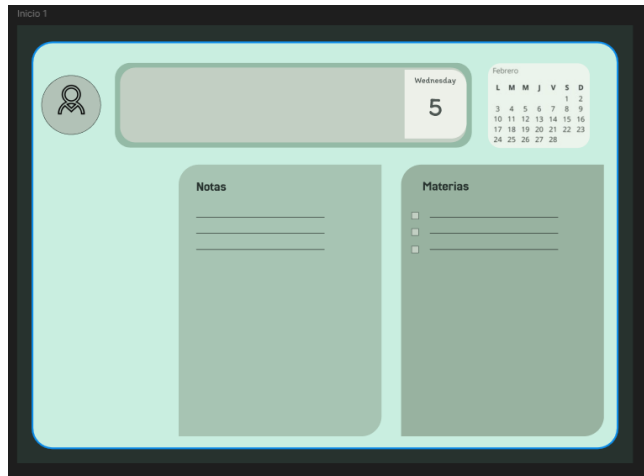 Inicio 1
Wednesday
5
Febrero
L M M J V S D
1 2
3 4 5 6 7 8 9
10 11 12 13 14 15 16
17 18 19 20 21 22 23
24 25 26 27 28
Notas
Materias